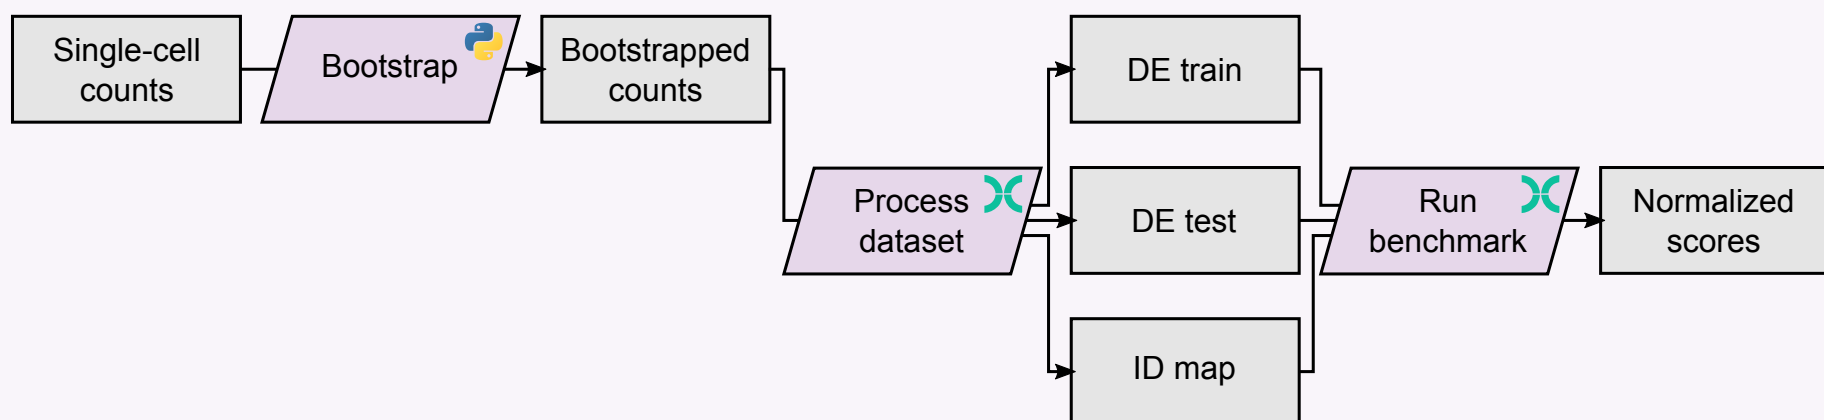 Single-cell
counts
Bootstrap
Bootstrapped
counts
Process
dataset
DE train
DE test
ID map
Run
benchmark
Normalized
scores